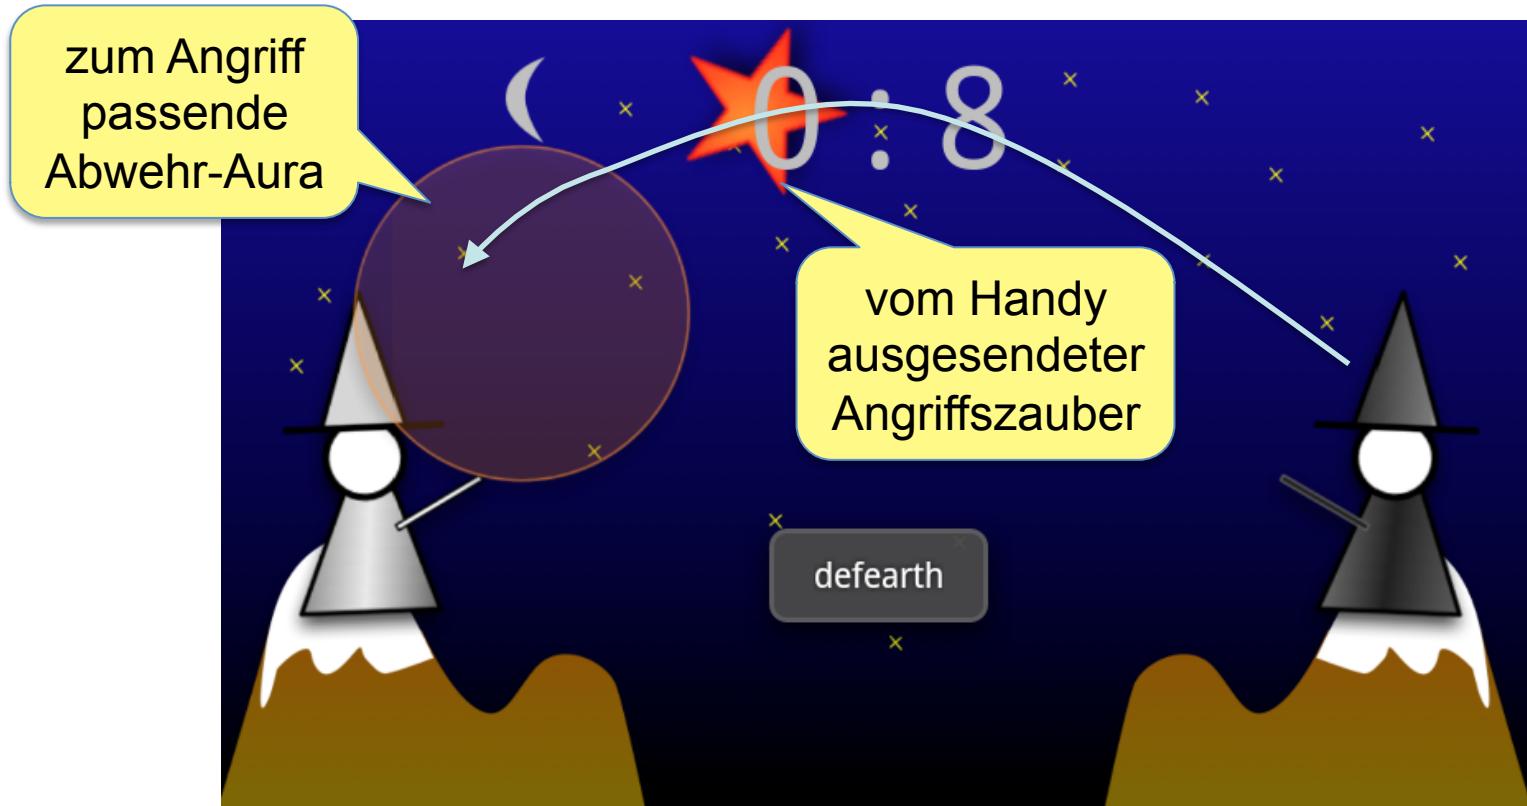 zum Angriff
passende
Abwehr-Aura
0:8
vom Handy
ausgesendeter
Angriffszauber
defearth